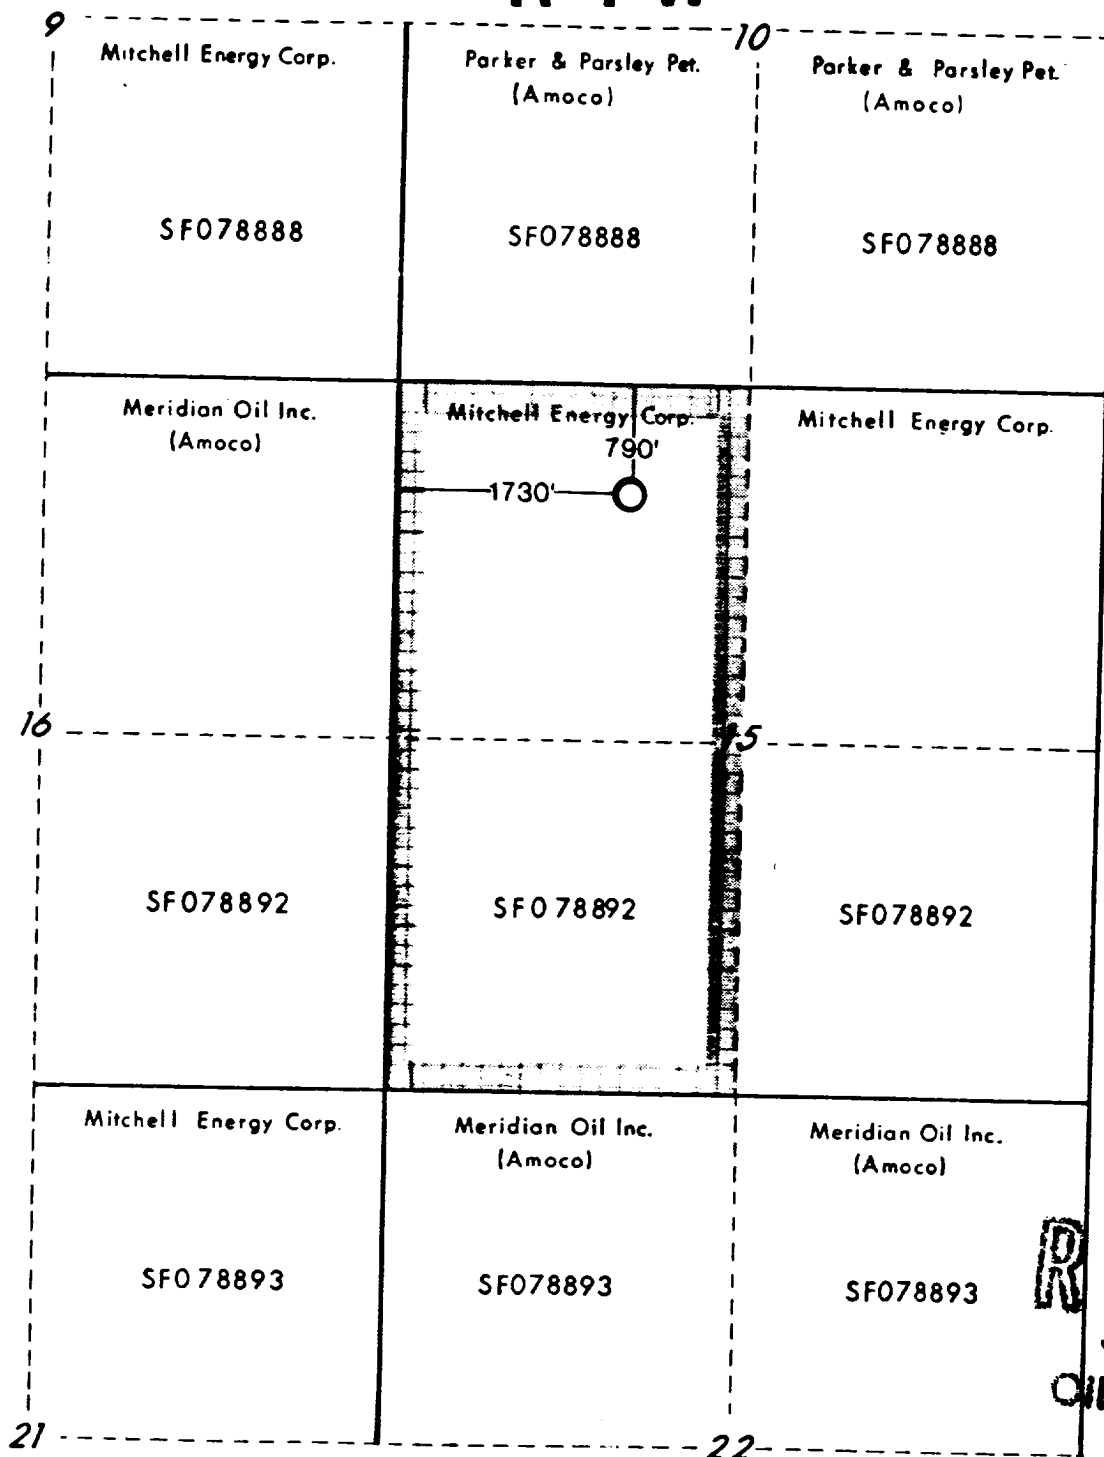 9
10
Mitchell Energy Corp.
Parker & Parsley Pet.
(Amoco)
Parker & Parsley Pet.
(Amoco)
SF078888
SF078888
SF078888
Meridian Oil Inc.
(Amoco)
Mitchell Energy Corp.
Mitchell Energy Corp.
790'
1730'
16
15
SF078892
SF078892
SF078892
Mitchell Energy Corp.
Meridian Oil Inc.
(Amoco)
Meridian Oil Inc.
(Amoco)
SF078893
SF078893
SF078893
R
OIL
21
22